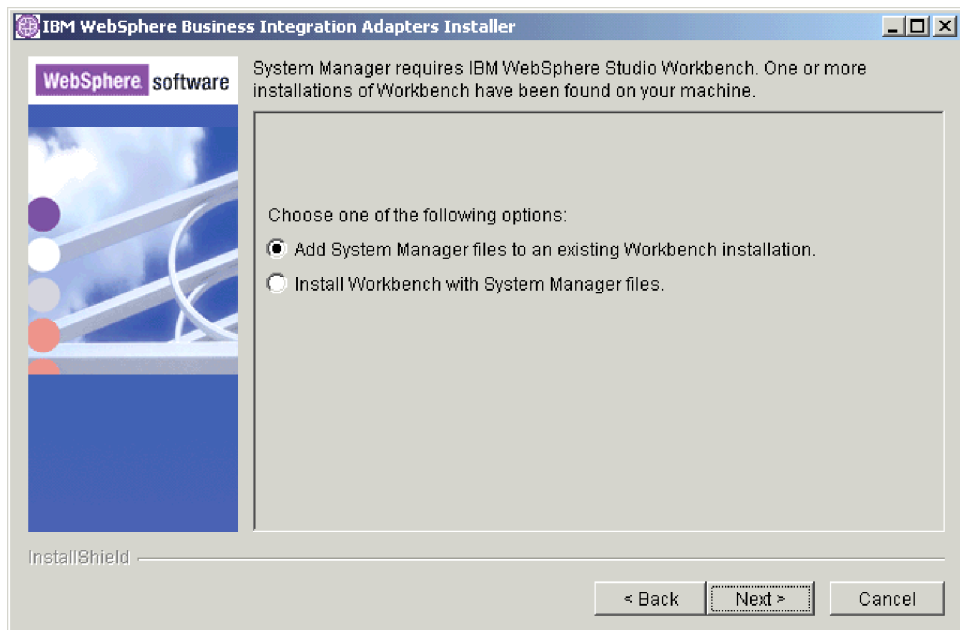 IBM WebSphere Business Integration Adapters Installer
WebSphere. software
System Manager requires IBM WebSphere Studio Workbench. One or more
installations of Workbench have been found on your machine.
Choose one of the following options:
Add System Manager files to an existing Workbench installation.
Install Workbench with System Manager files.
InstallShield
< Back
Next >
Cancel